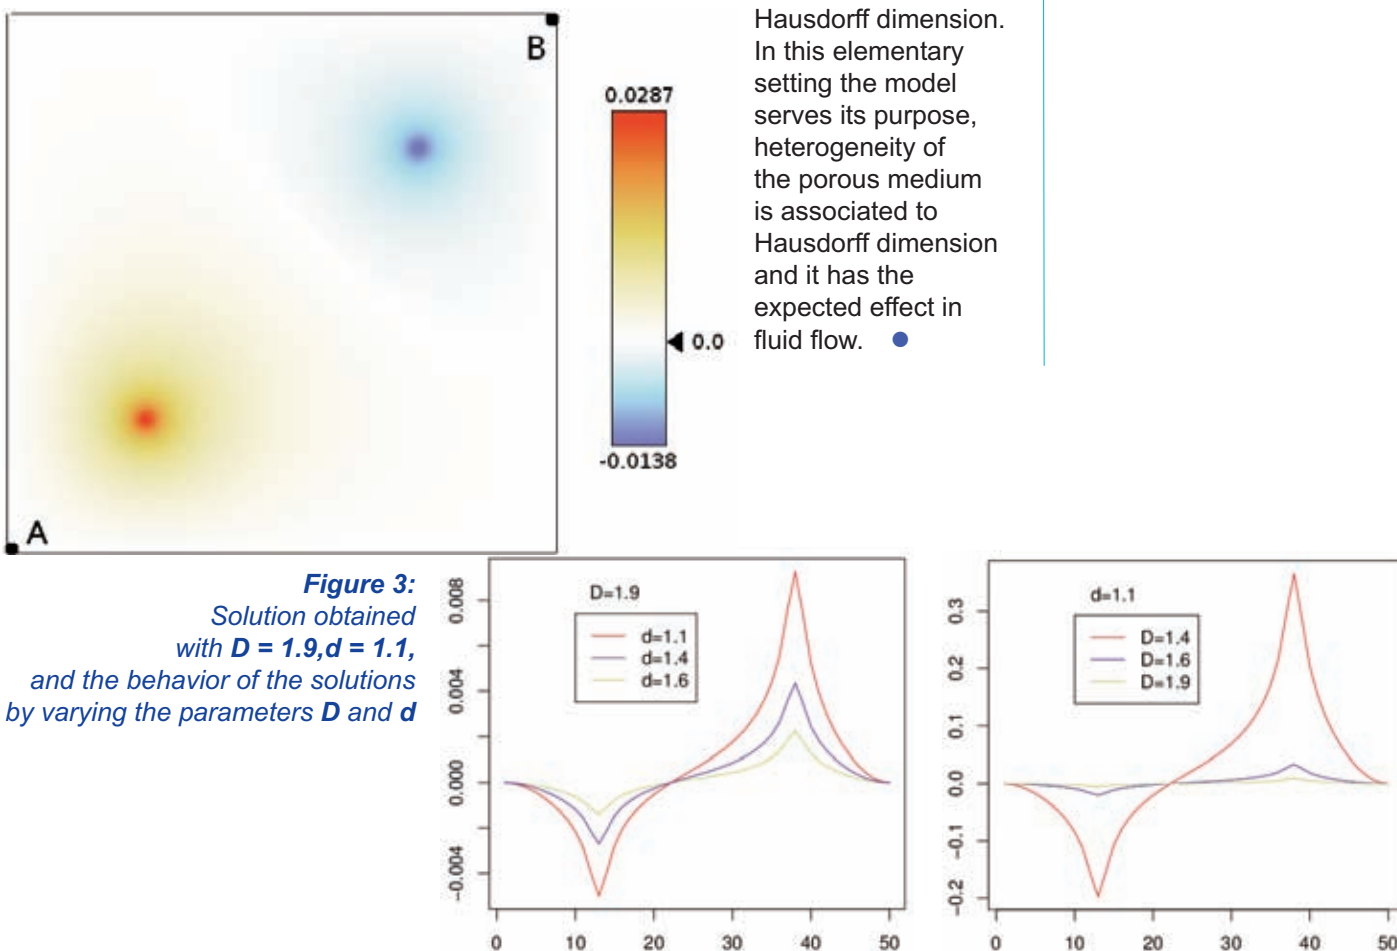 B
0.0287
0.0
-0.0138
A
Hausdorff dimension.
In this elementary
setting the model
serves its purpose,
heterogeneity of
the porous medium
is associated to
Hausdorff dimension
and it has the
expected effect in
fluid flow.
Figure 3:
Solution obtained
with D = 1.9,d = 1.1,
and the behavior of the solutions
by varying the parameters D and d
D=1.9
d=1.1
d=1.4
d=1.6
0.008
0.004
0.000
−0.004
0 10 20 30 40 50
d=1.1
D=1.4
D=1.6
D=1.9
0.3
0.2
0.1
0.0
−0.1
−0.2
0 10 20 30 40 50